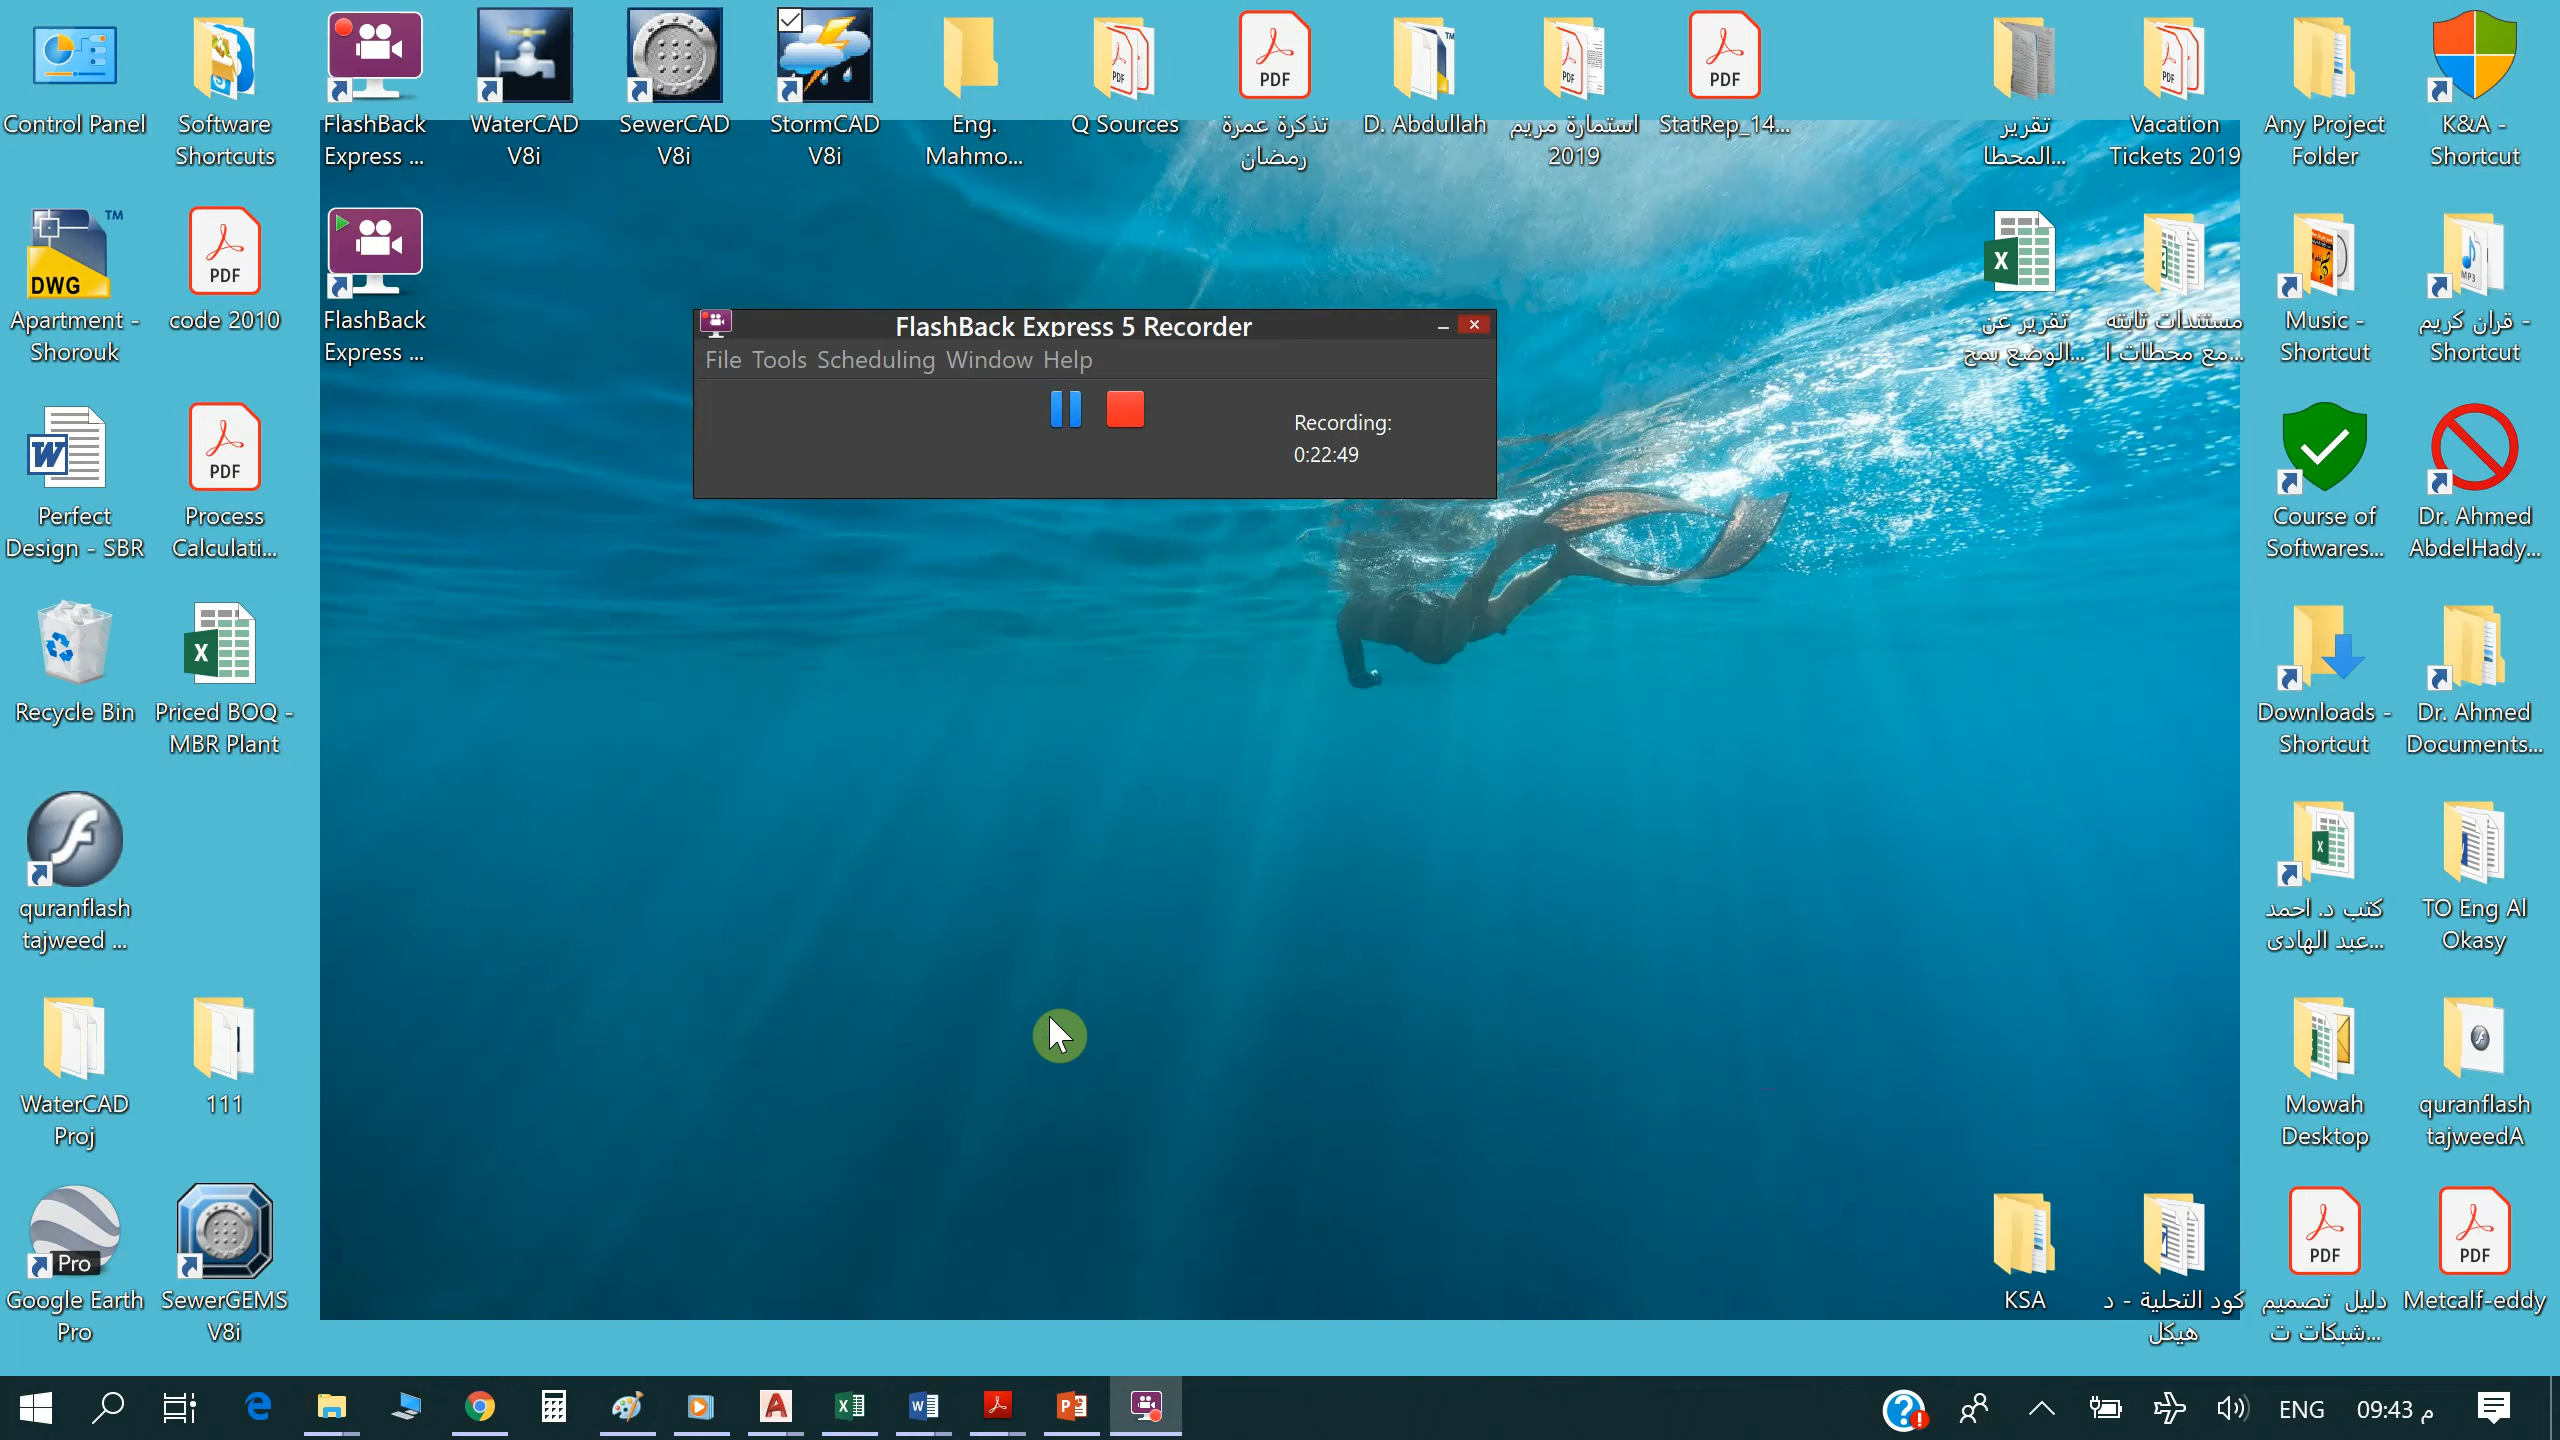 Control Panel
Software
Shortcuts
FlashBack
Express ...
WaterCAD
V8i
SewerCAD
V8i
StormCAD
V8i
Eng.
Mahmo...
Q Sources
تذكرة عمرة
رمضان
D. Abdullah
استمارة مريم
2019
StatRep_14...
تقرير
المحطا...
Vacation
Tickets 2019
Any Project
Folder
K&A -
Shortcut
DWG
Apartment -
Shorouk
PDF
code 2010
FlashBack
Express ...
FlashBack Express 5 Recorder
File Tools Scheduling Window Help
Recording:
0:22:49
تقرير عن
الوضع بمح...
مستندات ثابته
مع محطات ا...
Music -
Shortcut
قران كريم -
Shortcut
Perfect
Design - SBR
PDF
Process
Calculati...
Course of
Softwares...
Dr. Ahmed
AbdelHady...
Recycle Bin
Priced BOQ -
MBR Plant
Downloads -
Shortcut
Dr. Ahmed
Documents...
quranflash
tajweed ...
كتب د. احمد
عبد الهادى...
TO Eng Al
Okasy
WaterCAD
Proj
111
Mowah
Desktop
quranflash
tajweedA
Pro
Google Earth
Pro
SewerGEMS
V8i
KSA
كود التحلية - د
هيكل
PDF
دليل تصميم
شبكات ت...
PDF
Metcalf-eddy
ENG
09:43 م